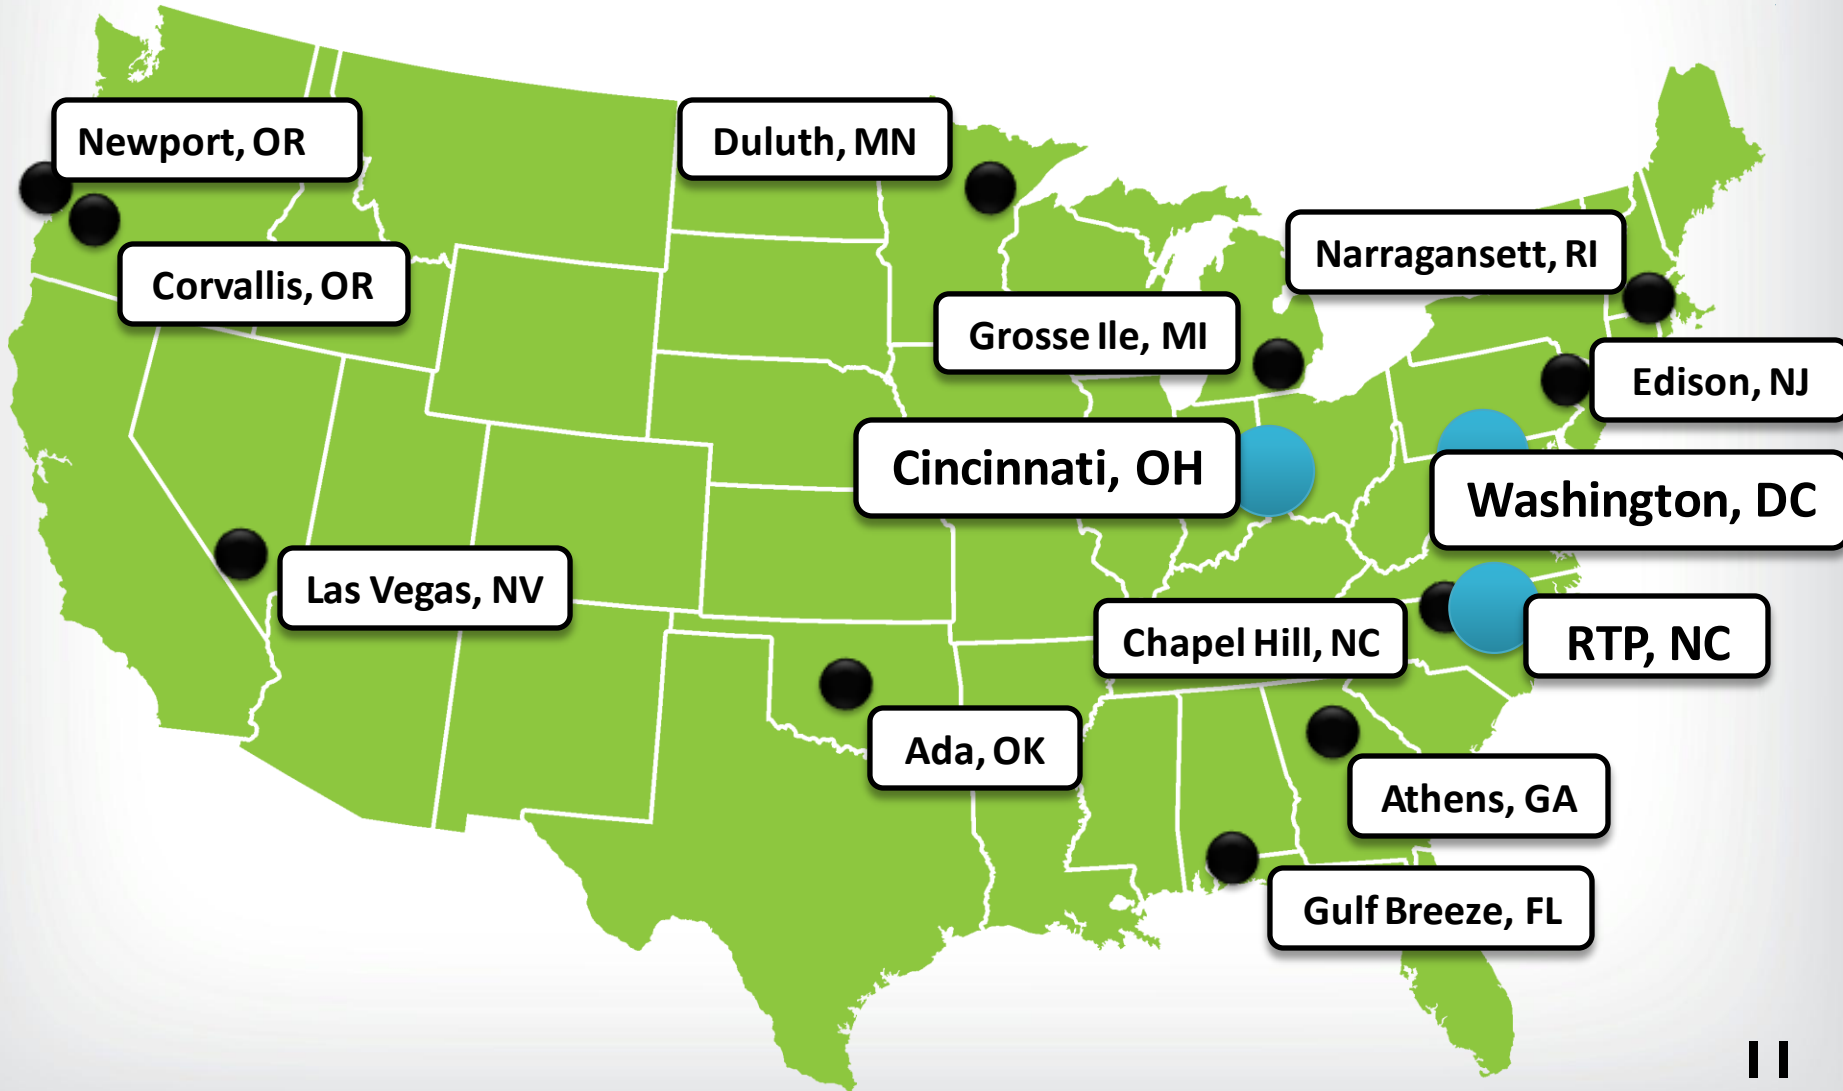 Newport, OR
Duluth, MN
Narragansett, RI
Corvallis, OR
Grosse Ile, MI
Edison, NJ
Cincinnati, OH
Washington, DC
Las Vegas, NV
Chapel Hill, NC
RTP, NC
Ada, OK
Athens, GA
Gulf Breeze, FL
11